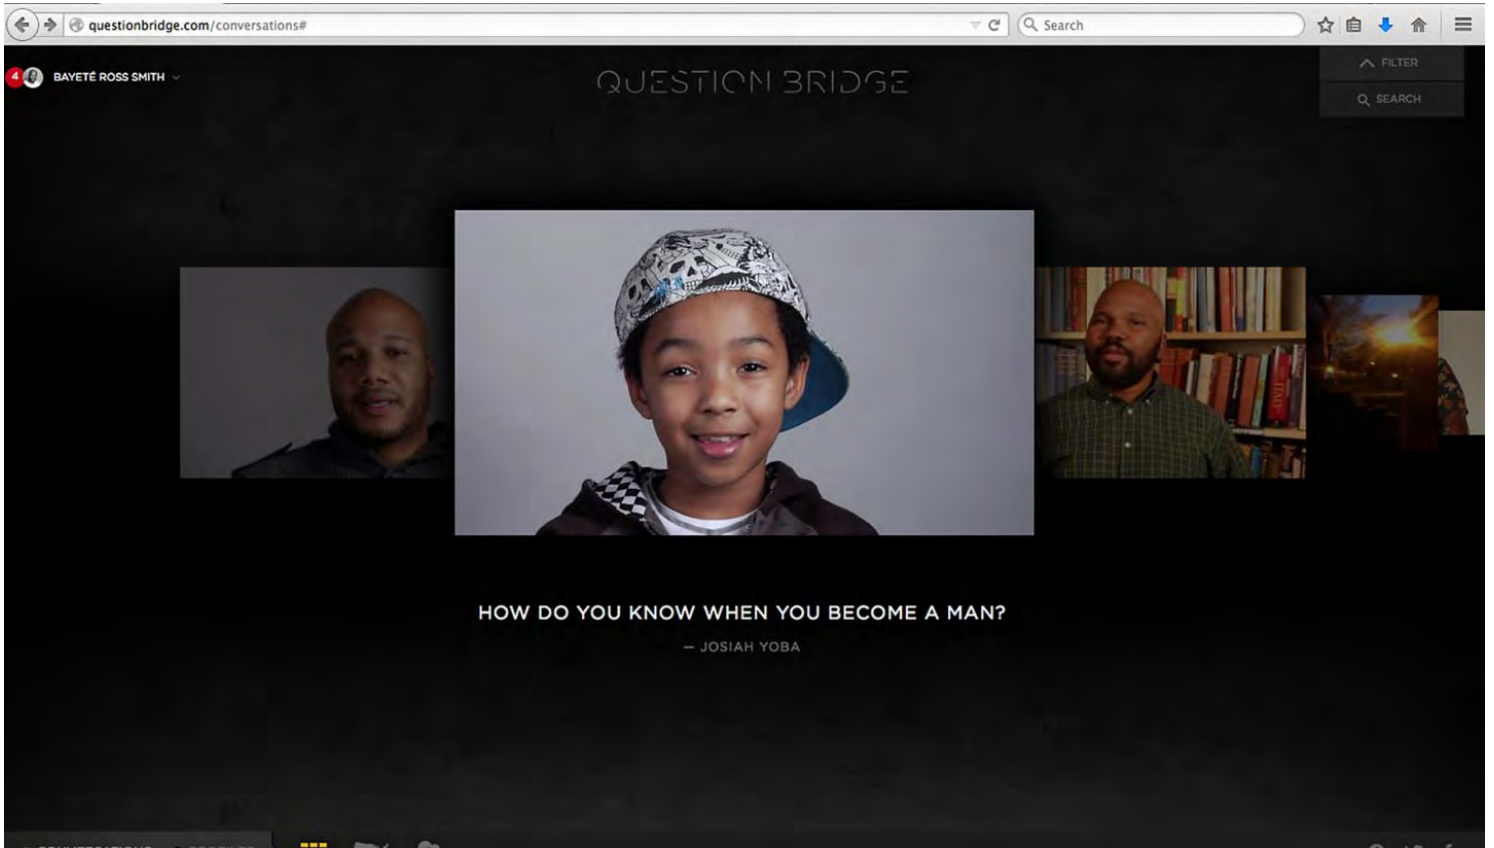 questionbridge.com/conversations#
Search
4 BAYETÉ ROSS SMITH
QUESTION BRIDGE
FILTER
SEARCH
ITALY
HOW DO YOU KNOW WHEN YOU BECOME A MAN?
— JOSIAH YOBA